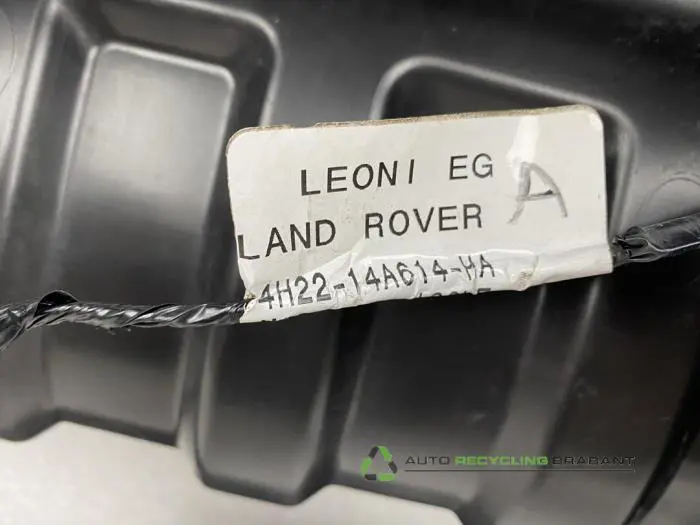 LEONI EG
LAND ROVER A
4H22-14A614-HA
AUTO RECYCLING BRABANT